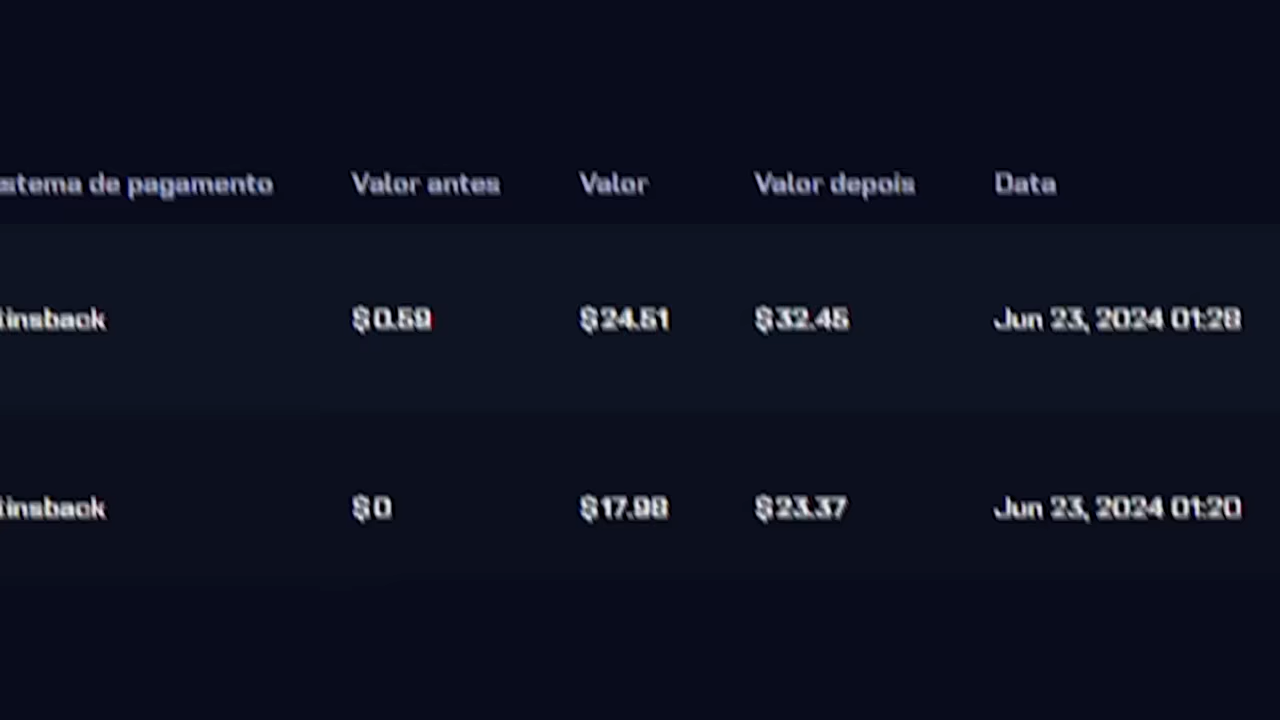 stema de pagamento Valor antes Valor Valor depois Data
insback $0.59 $24.51 $32.45 Jun 23, 2024 01:28
insback $0 $17.98 $23.37 Jun 23, 2024 01:20